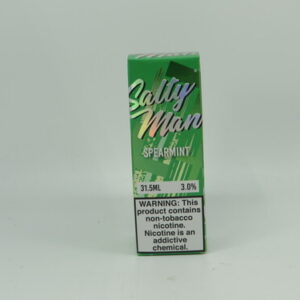 Salty
Man
SPEARMINT
31.5ML 3.0%
WARNING: This
product contains
non-tobacco
nicotine.
Nicotine is an
addictive
chemical.